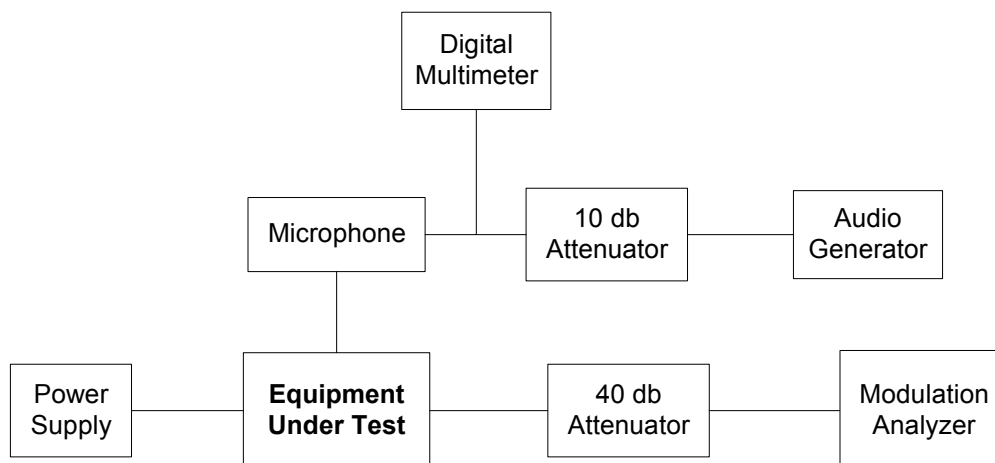 Digital
Multimeter
Microphone
10 db
Attenuator
Audio
Generator
Power
Supply
Equipment
Under Test
40 db
Attenuator
Modulation
Analyzer